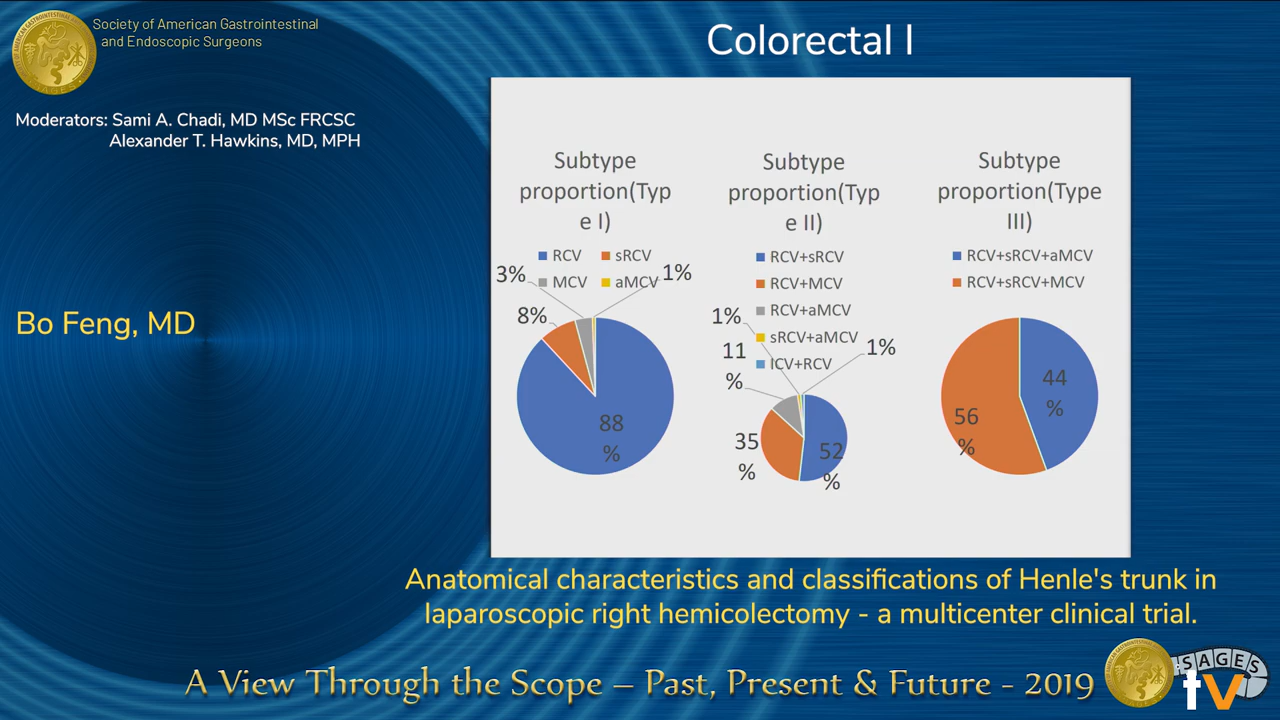 Society of American Gastrointestinal
and Endoscopic Surgeons
Colorectal I
Moderators: Sami A. Chadi, MD MSc FRCSC
Alexander T. Hawkins, MD, MPH
Bo Feng, MD
Subtype
proportion(Typ
e I)
RCV
sRCV
MCV
aMCV
3%
1%
8%
88
%
Subtype
proportion(Typ
e II)
RCV+sRCV
RCV+MCV
RCV+aMCV
sRCV+aMCV
ICV+RCV
1%
11
%
1%
35
%
52
%
Subtype
proportion(Type
III)
RCV+sRCV+aMCV
RCV+sRCV+MCV
44
%
56
%
Anatomical characteristics and classifications of Henle's trunk in
laparoscopic right hemicolectomy - a multicenter clinical trial.
A View Through the Scope – Past, Present & Future - 2019
SAGES
tv